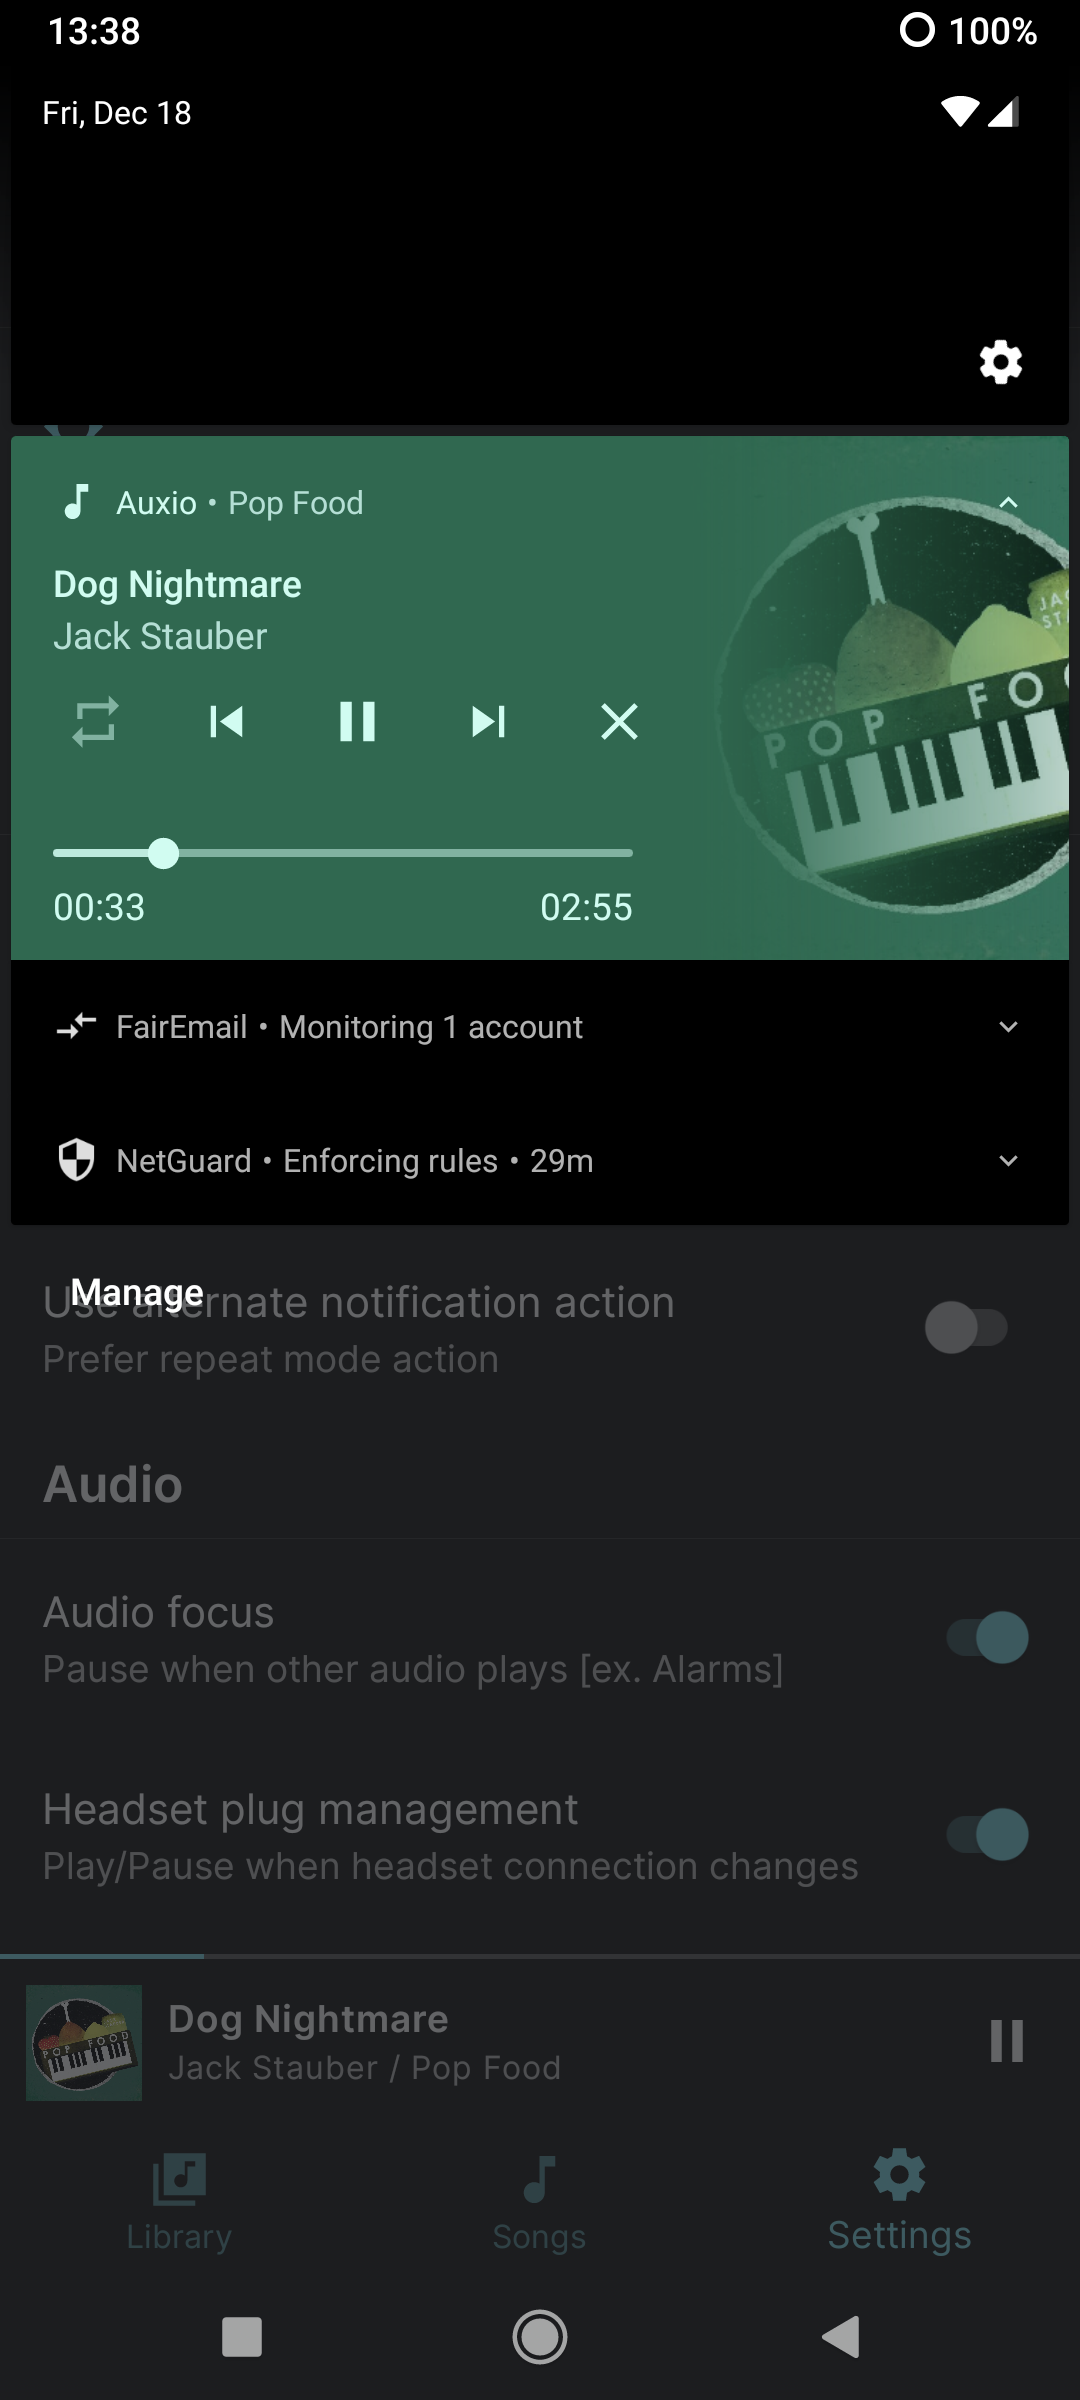 13:38
100%
Fri, Dec 18
Auxio • Pop Food
Dog Nightmare
Jack Stauber
POP FO
JA
ST
00:33
02:55
FairEmail • Monitoring 1 account
NetGuard • Enforcing rules • 29m
Manage
Use alternate notification action
Prefer repeat mode action
Audio
Audio focus
Pause when other audio plays [ex. Alarms]
Headset plug management
Play/Pause when headset connection changes
POP FOOD
Dog Nightmare
Jack Stauber / Pop Food
Library
Songs
Settings